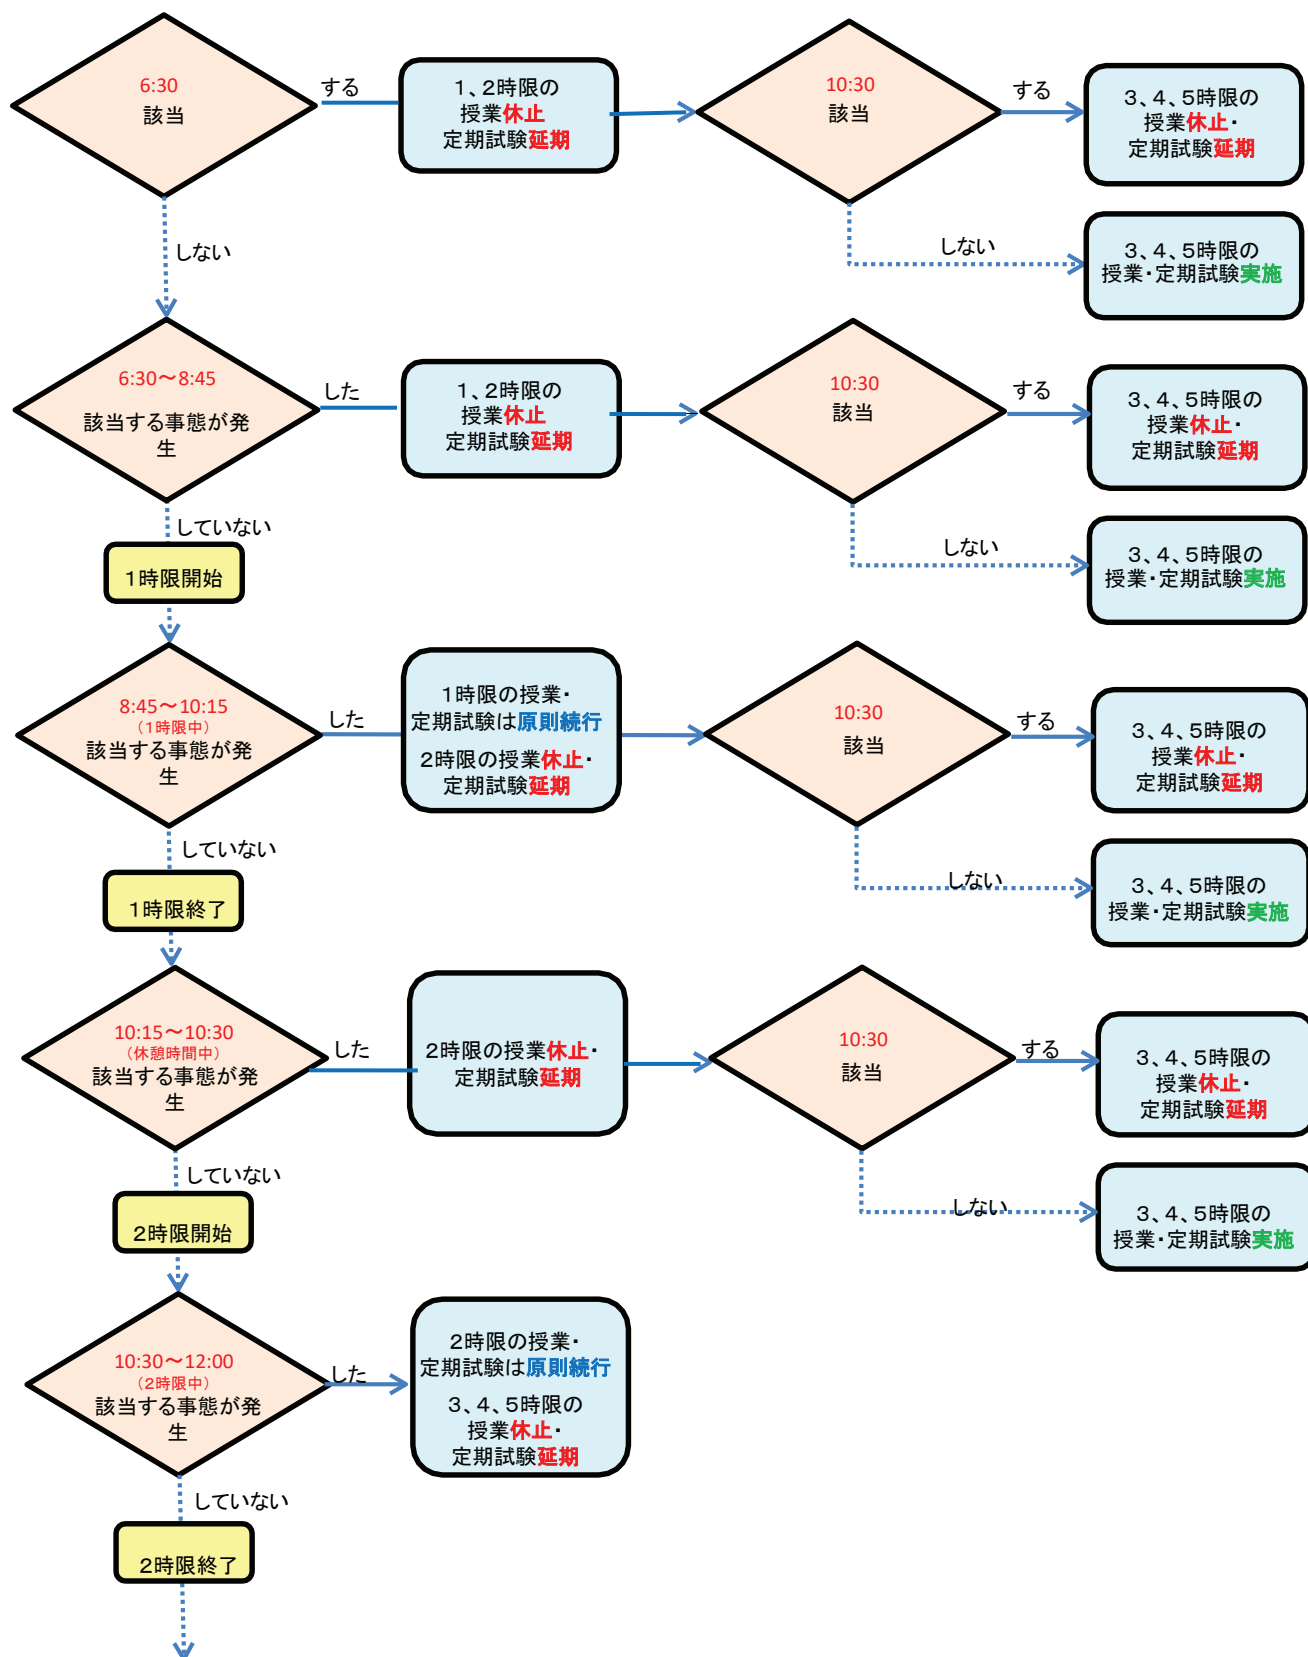 6:30
該当
する
1、2時限の
授業休止
定期試験延期
10:30
該当
する
3、4、5時限の
授業休止・
定期試験延期
しない
しない
3、4、5時限の
授業・定期試験実施
6:30～8:45
該当する事態が発
生
した
1、2時限の
授業休止
定期試験延期
10:30
該当
する
3、4、5時限の
授業休止・
定期試験延期
していない
しない
3、4、5時限の
授業・定期試験実施
1時限開始
8:45～10:15
（1時限中）
該当する事態が発
生
した
1時限の授業・
定期試験は原則続行
2時限の授業休止・
定期試験延期
10:30
該当
する
3、4、5時限の
授業休止・
定期試験延期
していない
しない
3、4、5時限の
授業・定期試験実施
1時限終了
10:15～10:30
（休憩時間中）
該当する事態が発
生
した
2時限の授業休止・
定期試験延期
10:30
該当
する
3、4、5時限の
授業休止・
定期試験延期
していない
しない
3、4、5時限の
授業・定期試験実施
2時限開始
10:30～12:00
（2時限中）
該当する事態が発
生
した
2時限の授業・
定期試験は原則続行
3、4、5時限の
授業休止・
定期試験延期
していない
2時限終了